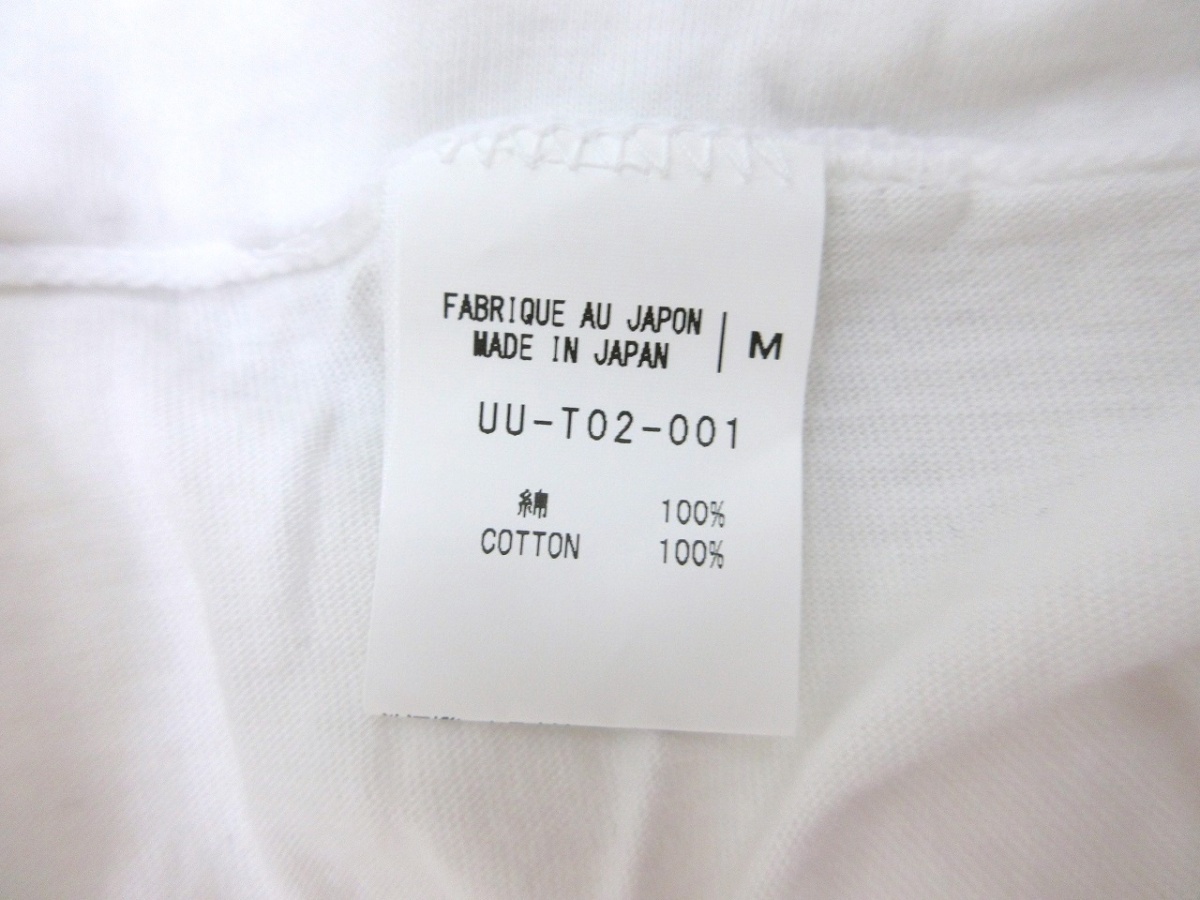 FABRIQUE AU JAPON
MADE IN JAPAN
M
UU-T02-001
綿 100%
COTTON 100%